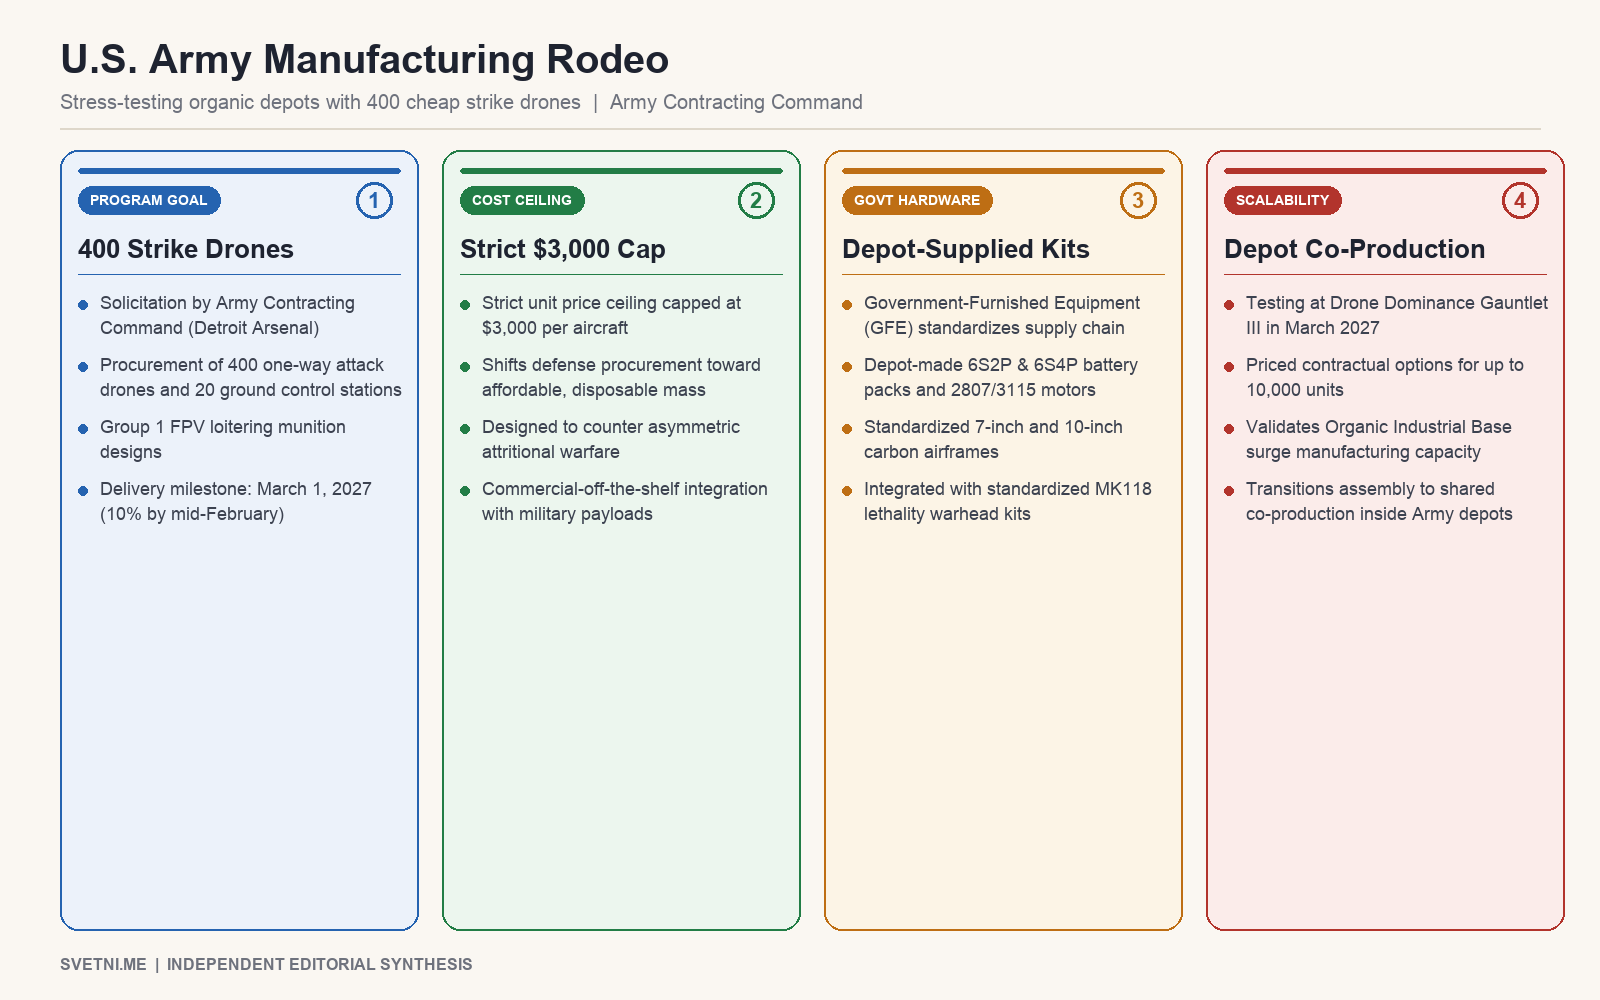 U.S. Army Manufacturing Rodeo
Stress-testing organic depots with 400 cheap strike drones | Army Contracting Command
PROGRAM GOAL
1
400 Strike Drones
Solicitation by Army Contracting
Command (Detroit Arsenal)
Procurement of 400 one-way attack
drones and 20 ground control stations
Group 1 FPV loitering munition
designs
Delivery milestone: March 1, 2027
(10% by mid-February)
COST CEILING
2
Strict $3,000 Cap
Strict unit price ceiling capped at
$3,000 per aircraft
Shifts defense procurement toward
affordable, disposable mass
Designed to counter asymmetric
attritional warfare
Commercial-off-the-shelf integration
with military payloads
GOVT HARDWARE
3
Depot-Supplied Kits
Government-Furnished Equipment
(GFE) standardizes supply chain
Depot-made 6S2P & 6S4P battery
packs and 2807/3115 motors
Standardized 7-inch and 10-inch
carbon airframes
Integrated with standardized MK118
lethality warhead kits
SCALABILITY
4
Depot Co-Production
Testing at Drone Dominance Gauntlet
III in March 2027
Priced contractual options for up to
10,000 units
Validates Organic Industrial Base
surge manufacturing capacity
Transitions assembly to shared
co-production inside Army depots
SVETNI.ME | INDEPENDENT EDITORIAL SYNTHESIS